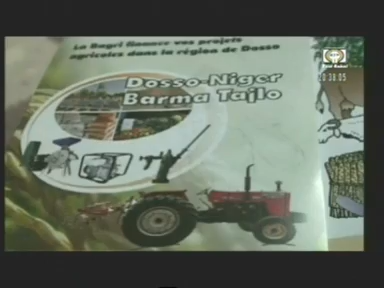 La Bagri finance vos projets
agricoles dans la région de Dosso
Dosso-Niger
Barma Tajlo
20:38:05